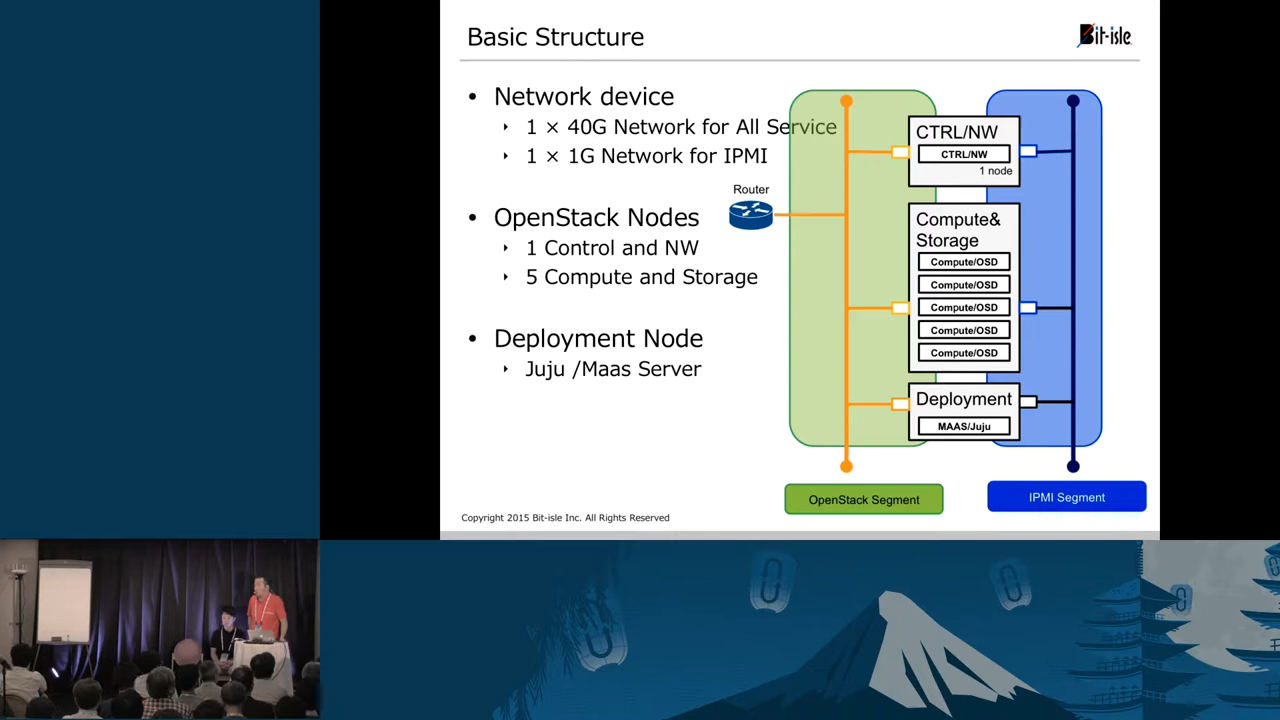 Basic Structure
Bit-isle
• Network device
‣ 1 × 40G Network for All Service
‣ 1 × 1G Network for IPMI
• OpenStack Nodes
‣ 1 Control and NW
‣ 5 Compute and Storage
• Deployment Node
‣ Juju /Maas Server
Router
CTRL/NW
CTRL/NW
1 node
Compute&
Storage
Compute/OSD
Compute/OSD
Compute/OSD
Compute/OSD
Compute/OSD
Deployment
MAAS/Juju
OpenStack Segment
IPMI Segment
Copyright 2015 Bit-isle Inc. All Rights Reserved